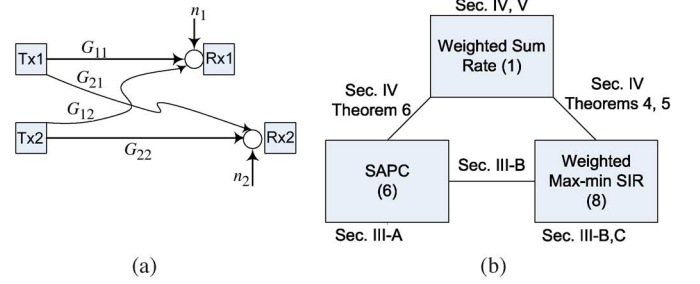 n1
Tx1
G11
Rx1
G21
G12
Tx2
G22
Rx2
n2
(a)
Sec. IV, V
Weighted Sum
Rate (1)
Sec. IV
Theorem 6
Sec. IV
Theorems 4, 5
SAPC
(6)
Sec. III-B
Weighted
Max-min SIR
(8)
Sec. III-A
Sec. III-B,C
(b)